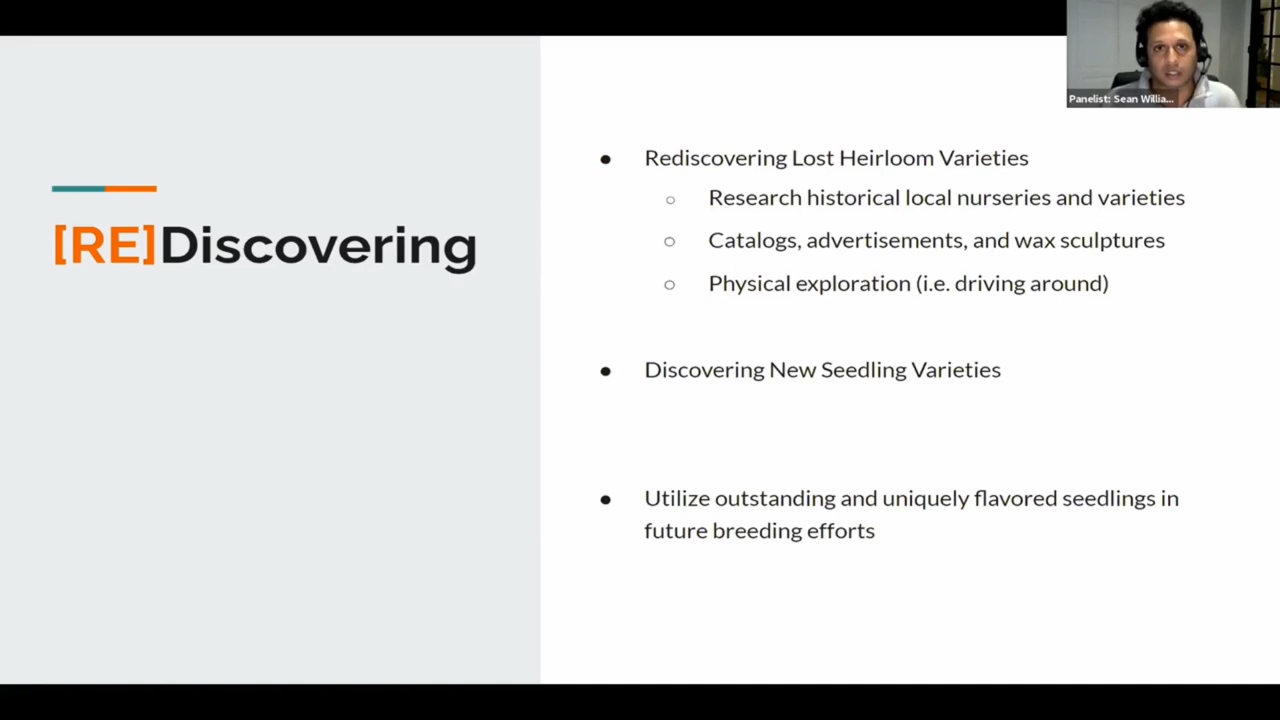 Panelist: Sean Willia...
[RE]Discovering
● Rediscovering Lost Heirloom Varieties
○ Research historical local nurseries and varieties
○ Catalogs, advertisements, and wax sculptures
○ Physical exploration (i.e. driving around)
● Discovering New Seedling Varieties
● Utilize outstanding and uniquely flavored seedlings in
future breeding efforts